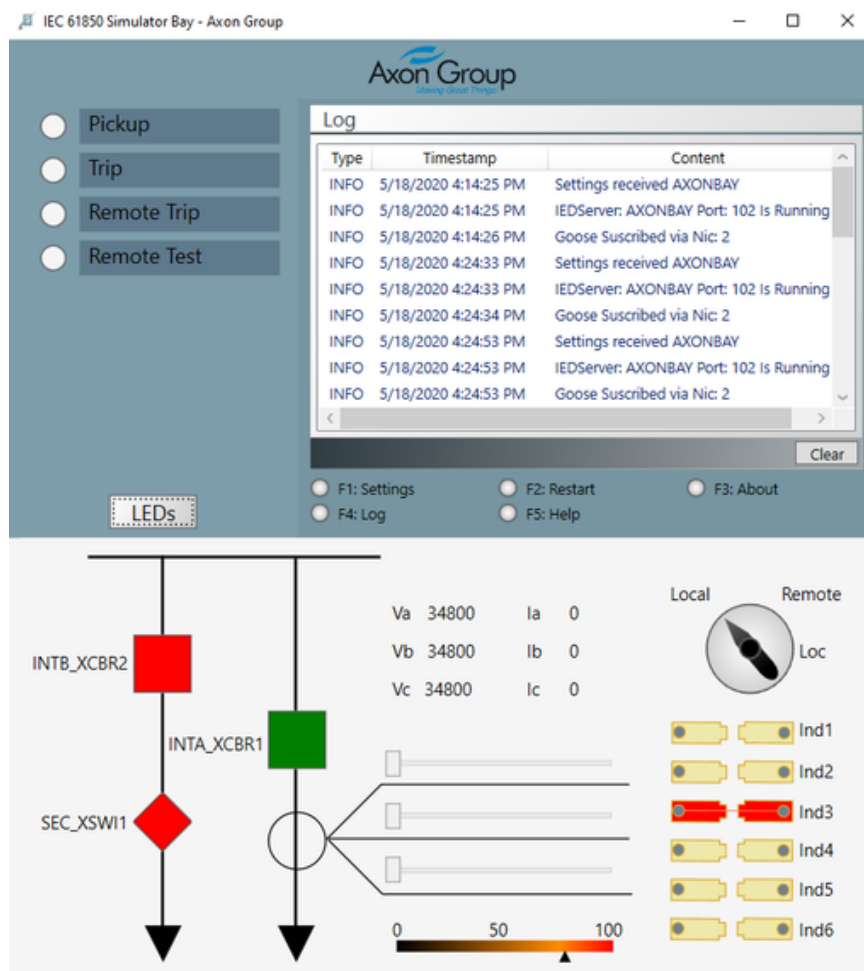 IEC 61850 Simulator Bay - Axon Group
Axon Group
Making Great Things!
Pickup
Trip
Remote Trip
Remote Test
LEDs
Log
Type Timestamp Content
INFO 5/18/2020 4:14:25 PM Settings received AXONBAY
INFO 5/18/2020 4:14:25 PM IEDServer: AXONBAY Port: 102 Is Running
INFO 5/18/2020 4:14:26 PM Goose Suscribed via Nic: 2
INFO 5/18/2020 4:24:33 PM Settings received AXONBAY
INFO 5/18/2020 4:24:33 PM IEDServer: AXONBAY Port: 102 Is Running
INFO 5/18/2020 4:24:34 PM Goose Suscribed via Nic: 2
INFO 5/18/2020 4:24:53 PM Settings received AXONBAY
INFO 5/18/2020 4:24:53 PM IEDServer: AXONBAY Port: 102 Is Running
INFO 5/18/2020 4:24:53 PM Goose Suscribed via Nic: 2
Clear
F1: Settings F2: Restart F3: About
F4: Log F5: Help
INTB_XCBR2
INTA_XCBR1
SEC_XSWI1
Va 34800 Ia 0
Vb 34800 Ib 0
Vc 34800 Ic 0
0 50 100
Local Remote
Loc
Ind1
Ind2
Ind3
Ind4
Ind5
Ind6